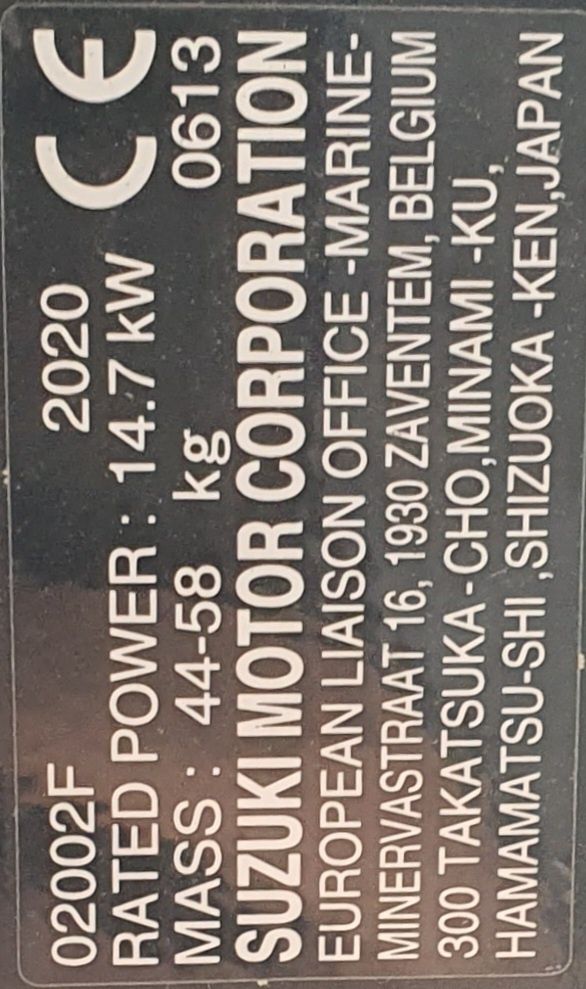 02002F 2020 CE
RATED POWER : 14.7 kW 0613
MASS : 44-58 kg
SUZUKI MOTOR CORPORATION
EUROPEAN LIAISON OFFICE -MARINE-
MINERVASTRAAT 16, 1930 ZAVENTEM, BELGIUM
300 TAKATSUKA-CHO,MINAMI-KU,
HAMAMATSU-SHI,SHIZUOKA-KEN,JAPAN